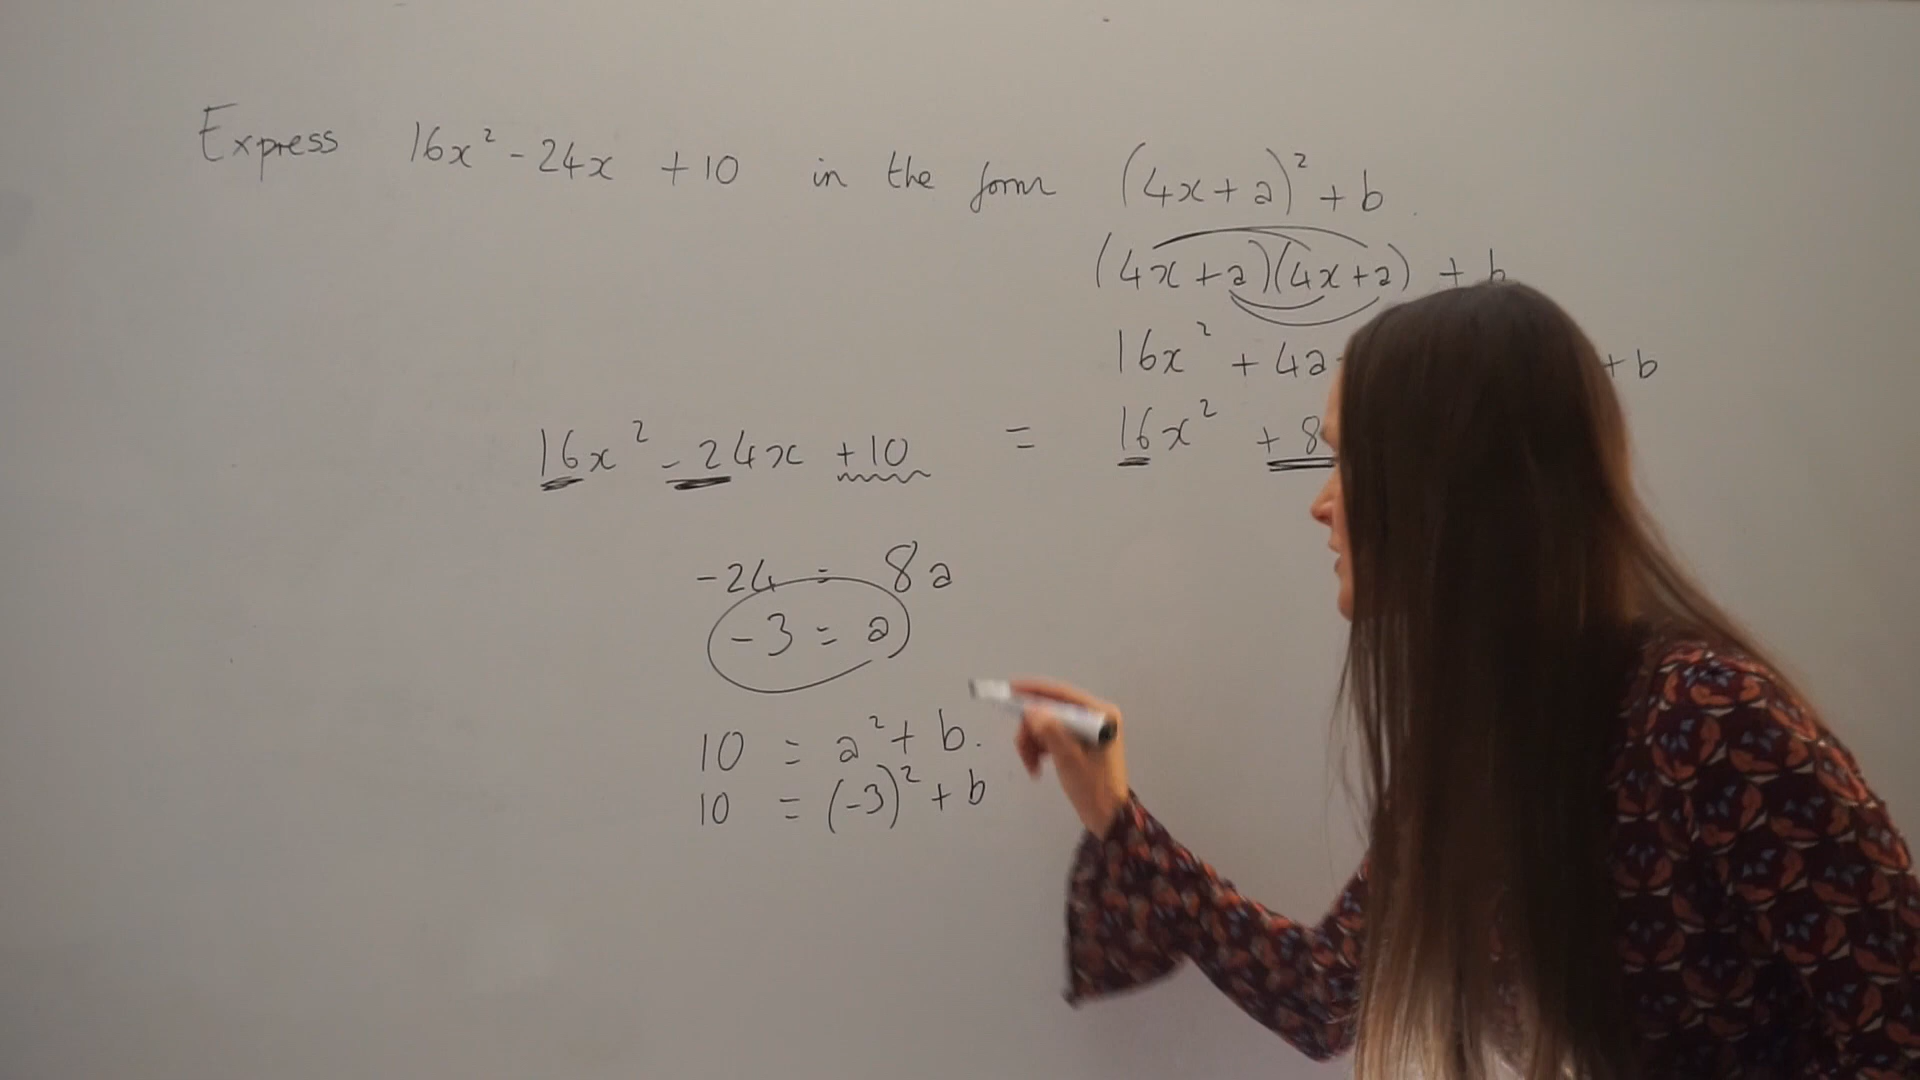 Express 16x² - 24x + 10 in the form (4x + a)² + b.
(4x + a)(4x + a) + b
16x² + 4a + b
16x² - 24x + 10 = 16x² + 8
-24 = 8a
-3 = a
10 = a² + b.
10 = (-3)² + b